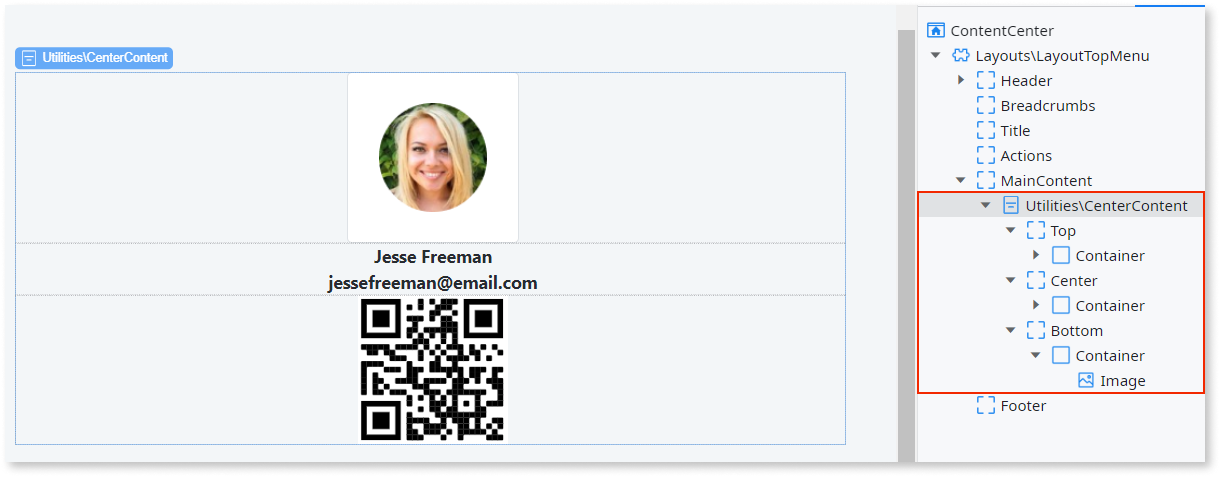 Utilities\CenterContent
Jesse Freeman
jessefreeman@email.com
ContentCenter
Layouts\LayoutTopMenu
Header
Breadcrumbs
Title
Actions
MainContent
Utilities\CenterContent
Top
Container
Center
Container
Bottom
Container
Image
Footer